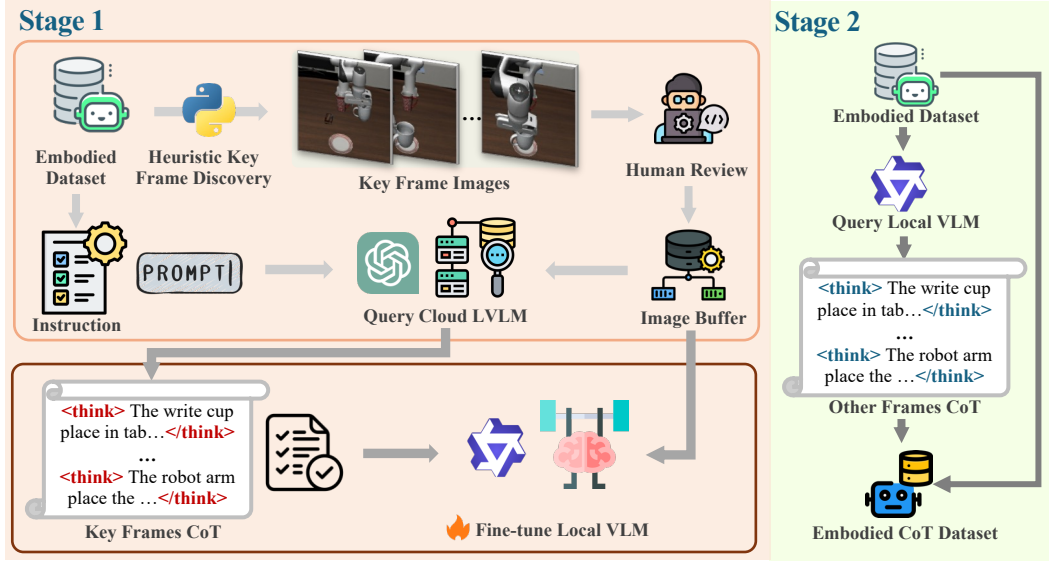 Stage 1
Embodied
Dataset
Heuristic Key
Frame Discovery
...
Key Frame Images
Human Review
Instruction
PROMPT
Query Cloud LVLM
Image Buffer
<think> The write cup
place in tab…</think>
...
<think> The robot arm
place the …</think>
Key Frames CoT
Fine-tune Local VLM
Stage 2
Embodied Dataset
Query Local VLM
<think> The write cup
place in tab…</think>
...
<think> The robot arm
place the …</think>
Other Frames CoT
Embodied CoT Dataset